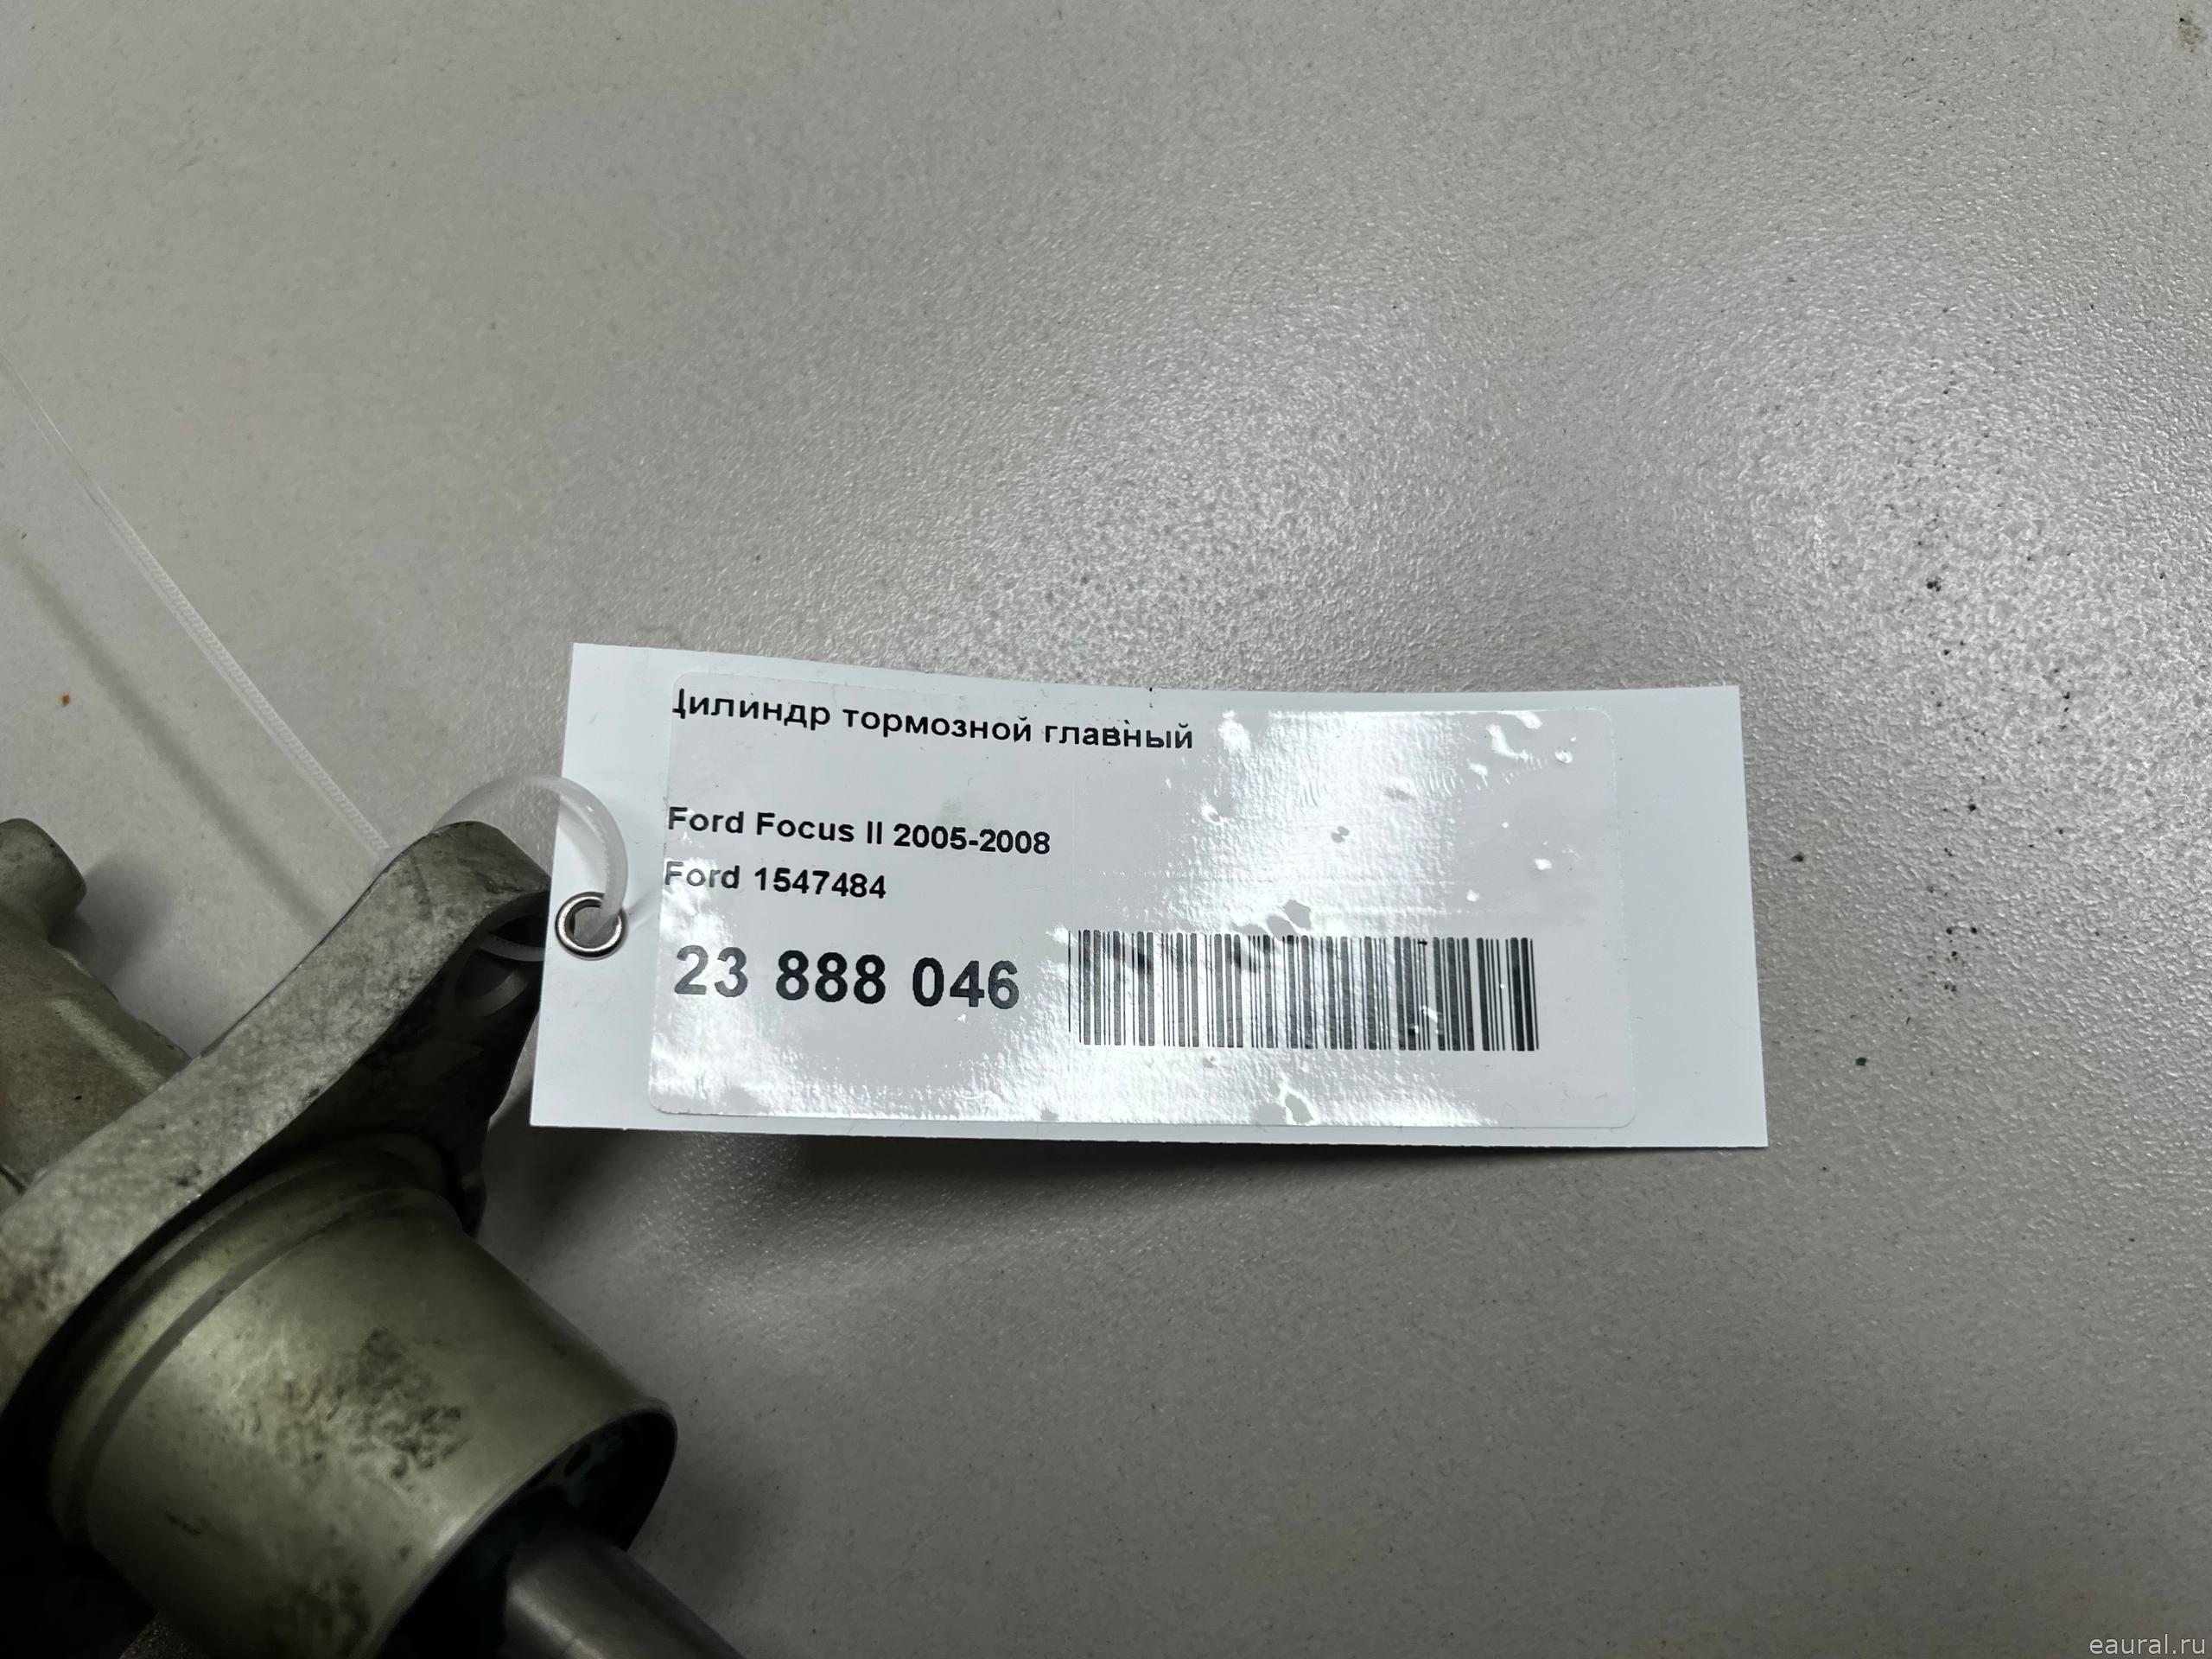 Цилиндр тормозной главный
Ford Focus II 2005-2008
Ford 1547484
23 888 046
eaural.ru